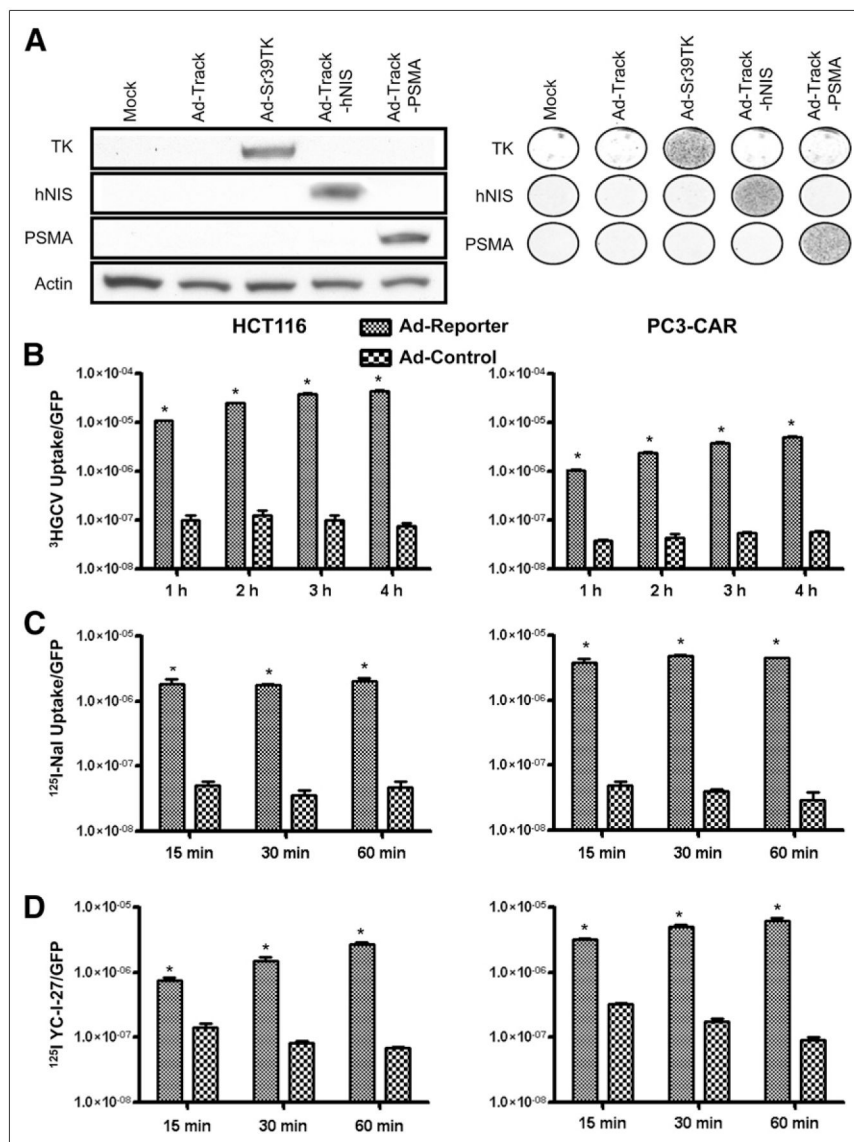 A
Mock
Ad-Track
Ad-Sr39TK
Ad-Track
-hNIS
Ad-Track
-PSMA
TK
hNIS
PSMA
Actin
Mock
Ad-Track
Ad-Sr39TK
Ad-Track
-hNIS
Ad-Track
-PSMA
TK
hNIS
PSMA
HCT116
Ad-Reporter
Ad-Control
PC3-CAR
B
³HGCV Uptake/GFP
1.0×10⁻⁰⁴
1.0×10⁻⁰⁵
1.0×10⁻⁰⁶
1.0×10⁻⁰⁷
1.0×10⁻⁰⁸
* * * *
1 h 2 h 3 h 4 h
1.0×10⁻⁰⁴
1.0×10⁻⁰⁵
1.0×10⁻⁰⁶
1.0×10⁻⁰⁷
1.0×10⁻⁰⁸
* * * *
1 h 2 h 3 h 4 h
C
¹²⁵I-NaI Uptake/GFP
1.0×10⁻⁰⁵
1.0×10⁻⁰⁶
1.0×10⁻⁰⁷
1.0×10⁻⁰⁸
* * *
15 min 30 min 60 min
1.0×10⁻⁰⁵
1.0×10⁻⁰⁶
1.0×10⁻⁰⁷
1.0×10⁻⁰⁸
* * *
15 min 30 min 60 min
D
¹²⁵I YC-I-27/GFP
1.0×10⁻⁰⁵
1.0×10⁻⁰⁶
1.0×10⁻⁰⁷
1.0×10⁻⁰⁸
* * *
15 min 30 min 60 min
1.0×10⁻⁰⁵
1.0×10⁻⁰⁶
1.0×10⁻⁰⁷
1.0×10⁻⁰⁸
* * *
15 min 30 min 60 min